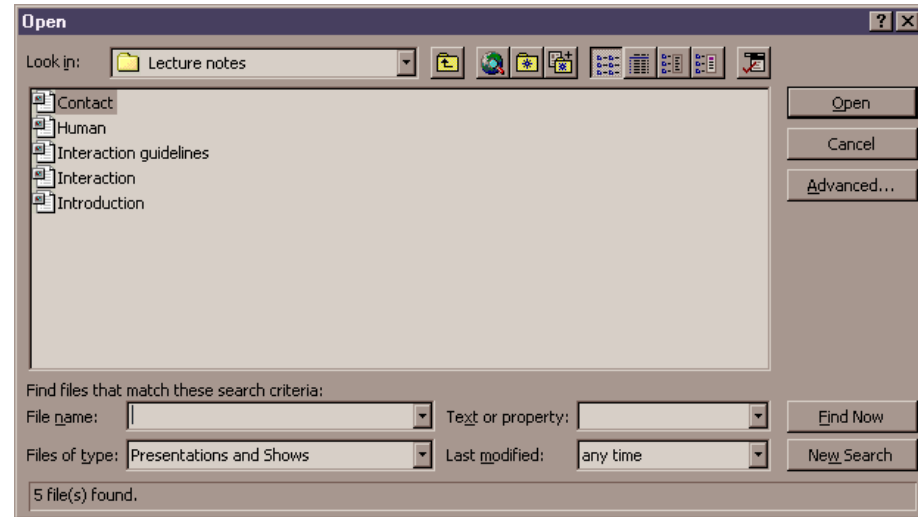 Open
Look in: Lecture notes
Contact
Human
Interaction guidelines
Interaction
Introduction
Open
Cancel
Advanced...
Find files that match these search criteria:
File name: Text or property: Find Now
Files of type: Presentations and Shows Last modified: any time New Search
5 file(s) found.